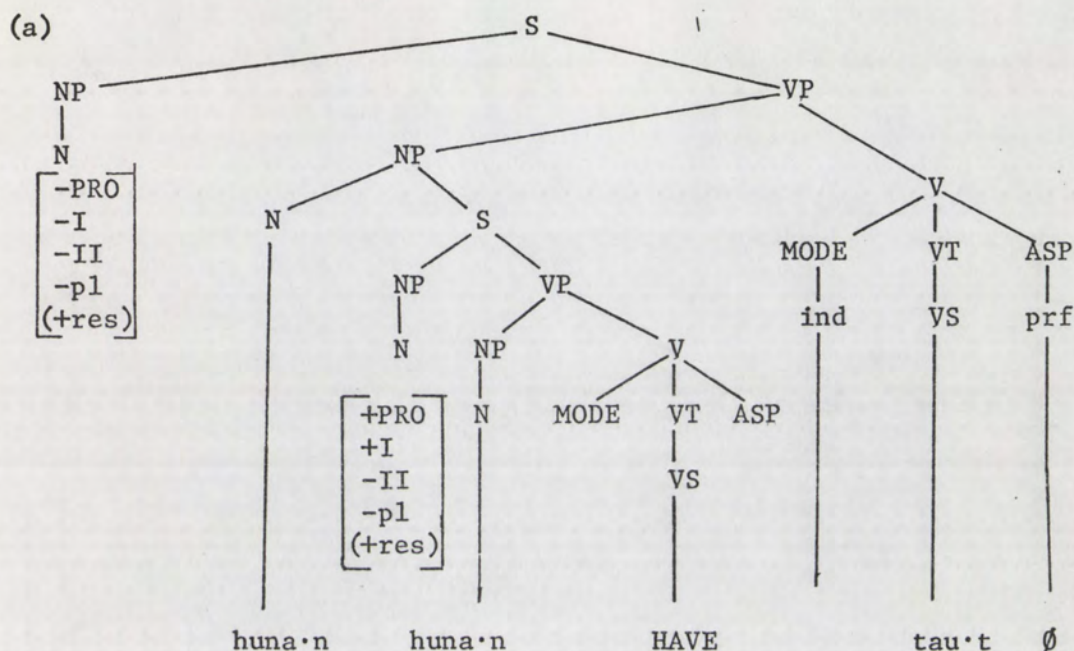 (a) S
NP VP
N NP
-PRO V
-I N S
-II MODE VT ASP
-pl NP VP
(+res) ind VS prf
N NP V
+PRO N MODE VT ASP
+I
-II VS
-pl
(+res)
huna·n huna·n HAVE tau·t Ø